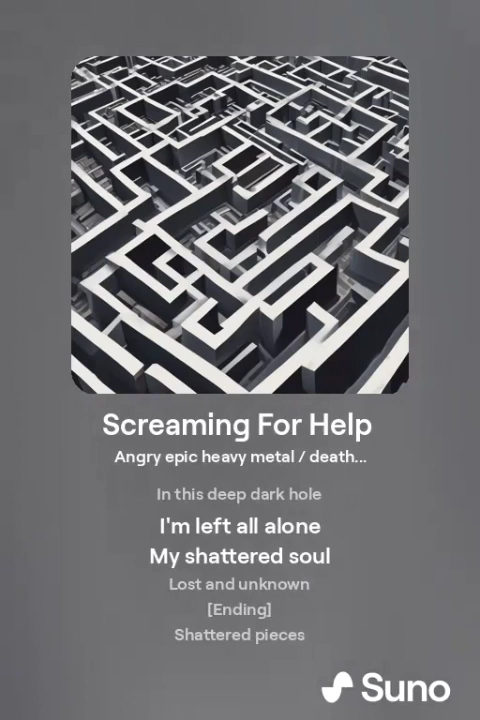 Screaming For Help
Angry epic heavy metal / death...
In this deep dark hole
I'm left all alone
My shattered soul
Lost and unknown
[Ending]
Shattered pieces
Suno